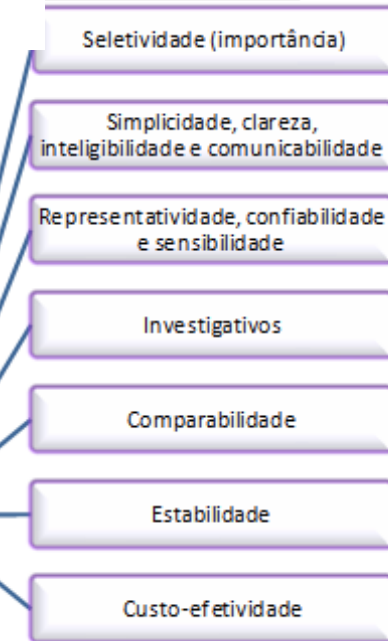 Seletividade (importância)
Simplicidade, clareza,
inteligibilidade e comunicabilidade
Representatividade, confiabilidade
e sensibilidade
Investigativos
Comparabilidade
Estabilidade
Custo-efetividade